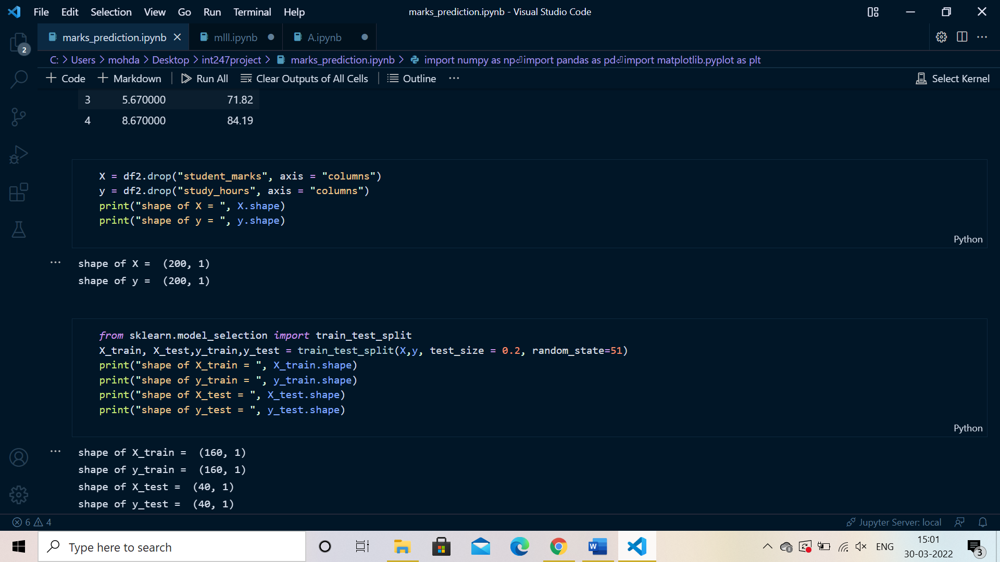 File Edit Selection View Go Run Terminal Help
marks_prediction.ipynb - Visual Studio Code
marks_prediction.ipynb mlll.ipynb A.ipynb
2
C: > Users > mohda > Desktop > int247project > marks_prediction.ipynb > import numpy as np⏎import pandas as pd⏎import matplotlib.pyplot as plt
+ Code + Markdown Run All Clear Outputs of All Cells Outline ... Select Kernel
3 5.670000 71.82
4 8.670000 84.19
X = df2.drop("student_marks", axis = "columns")
y = df2.drop("study_hours", axis = "columns")
print("shape of X = ", X.shape)
print("shape of y = ", y.shape)
Python
shape of X =  (200, 1)
shape of y =  (200, 1)
from sklearn.model_selection import train_test_split
X_train, X_test,y_train,y_test = train_test_split(X,y, test_size = 0.2, random_state=51)
print("shape of X_train = ", X_train.shape)
print("shape of y_train = ", y_train.shape)
print("shape of X_test = ", X_test.shape)
print("shape of y_test = ", y_test.shape)
Python
shape of X_train =  (160, 1)
shape of y_train =  (160, 1)
shape of X_test =  (40, 1)
shape of y_test =  (40, 1)
6 4 Jupyter Server: local
Type here to search
W
ENG
15:01
30-03-2022
3